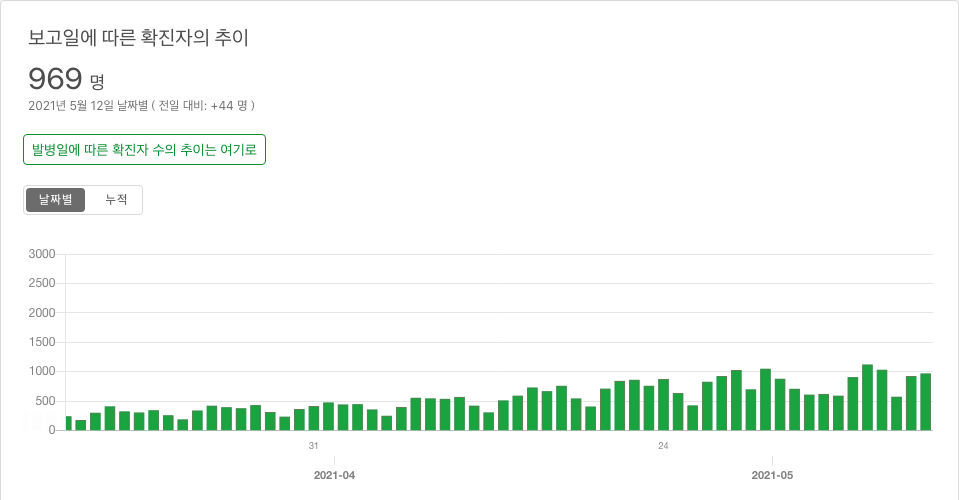 보고일에 따른 확진자의 추이
969 명
2021년 5월 12일 날짜별 ( 전일 대비: +44 명 )
발병일에 따른 확진자 수의 추이는 여기로
날짜별 누적
3000
2500
2000
1500
1000
500
0
31 24
2021-04 2021-05